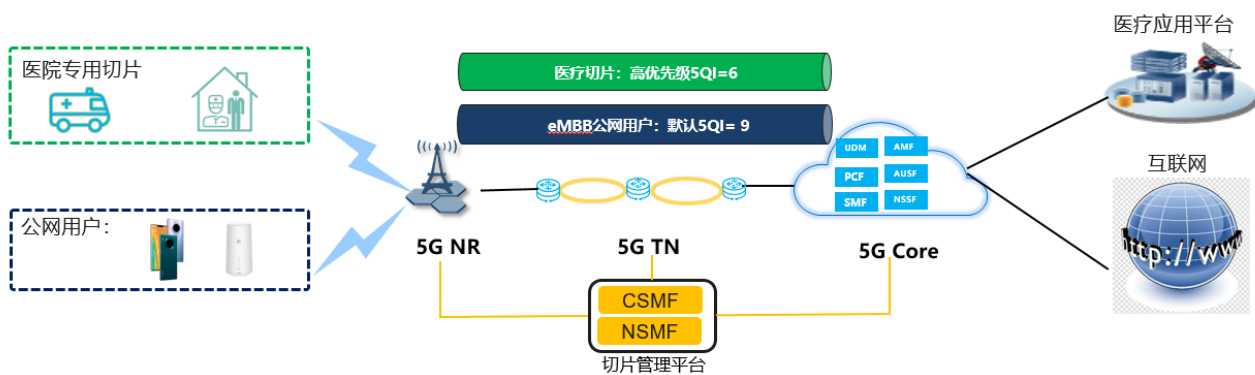 医院专用切片
公网用户：
医疗切片：高优先级5QI=6
eMBB公网用户：默认5QI= 9
UDM
AMF
PCF
AUSF
SMF
NSSF
5G NR
5G TN
5G Core
CSMF
NSMF
切片管理平台
医疗应用平台
互联网
http://www